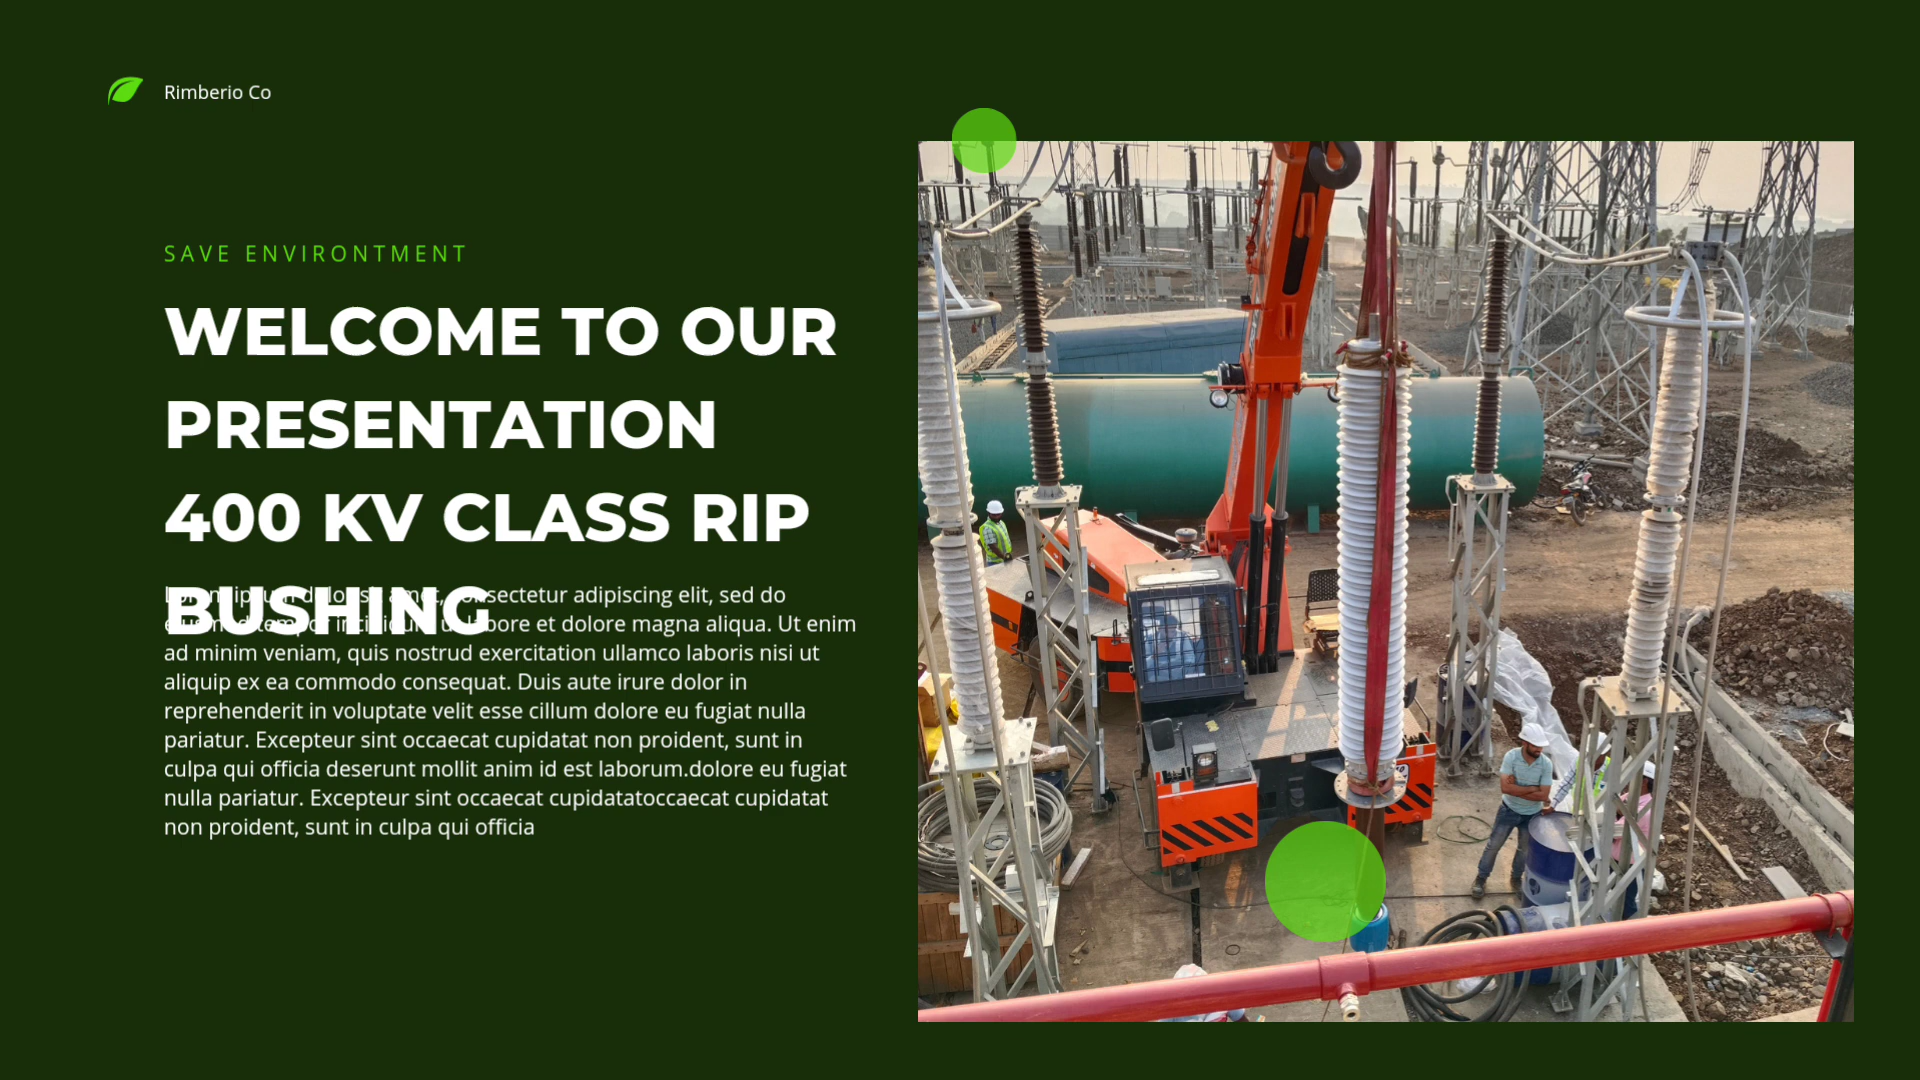 Rimberio Co
SAVE ENVIRONTMENT
WELCOME TO OUR
PRESENTATION
400 KV CLASS RIP
BUSHING
adipiscing elit, sed do
et dolore magna aliqua. Ut enim
ad minim veniam, quis nostrud exercitation ullamco laboris nisi ut
aliquip ex ea commodo consequat. Duis aute irure dolor in
reprehenderit in voluptate velit esse cillum dolore eu fugiat nulla
pariatur. Excepteur sint occaecat cupidatat non proident, sunt in
culpa qui officia deserunt mollit anim id est laborum.dolore eu fugiat
nulla pariatur. Excepteur sint occaecat cupidatatoccaecat cupidatat
non proident, sunt in culpa qui officia